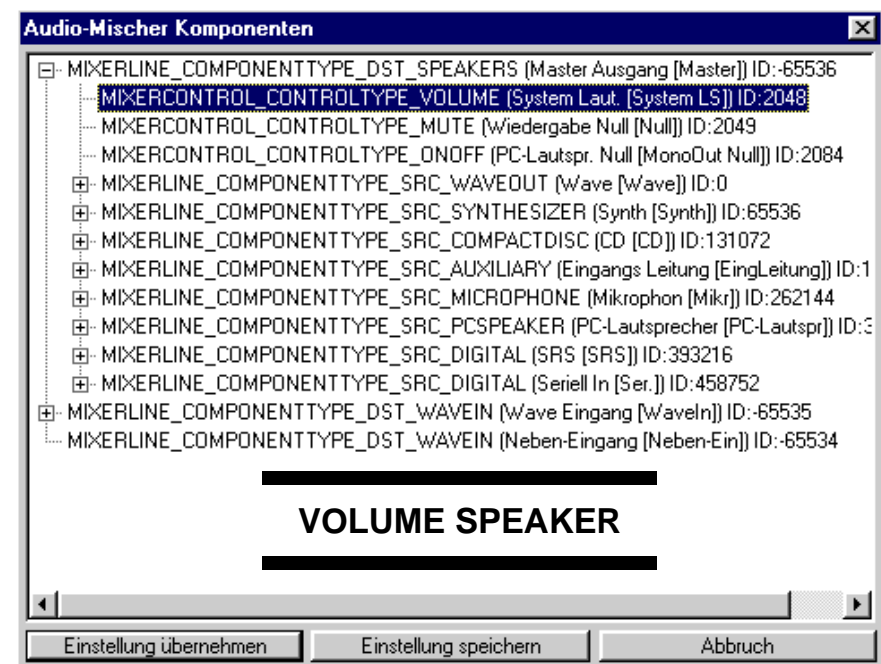 Audio-Mischer Komponenten
MIXERLINE_COMPONENTTYPE_DST_SPEAKERS (Master Ausgang [Master]) ID:-65536
MIXERCONTROL_CONTROLTYPE_VOLUME (System Laut. [System LS]) ID:2048
MIXERCONTROL_CONTROLTYPE_MUTE (Wiedergabe Null [Null]) ID:2049
MIXERCONTROL_CONTROLTYPE_ONOFF (PC-Lautspr. Null [MonoOut Null]) ID:2084
MIXERLINE_COMPONENTTYPE_SRC_WAVEOUT (Wave [Wave]) ID:0
MIXERLINE_COMPONENTTYPE_SRC_SYNTHESIZER (Synth [Synth]) ID:65536
MIXERLINE_COMPONENTTYPE_SRC_COMPACTDISC (CD [CD]) ID:131072
MIXERLINE_COMPONENTTYPE_SRC_AUXILIARY (Eingangs Leitung [EingLeitung]) ID:1
MIXERLINE_COMPONENTTYPE_SRC_MICROPHONE (Mikrophon [Mikr]) ID:262144
MIXERLINE_COMPONENTTYPE_SRC_PCSPEAKER (PC-Lautsprecher [PC-Lautspr]) ID:3
MIXERLINE_COMPONENTTYPE_SRC_DIGITAL (SRS [SRS]) ID:393216
MIXERLINE_COMPONENTTYPE_SRC_DIGITAL (Seriell In [Ser.]) ID:458752
MIXERLINE_COMPONENTTYPE_DST_WAVEIN (Wave Eingang [WaveIn]) ID:-65535
MIXERLINE_COMPONENTTYPE_DST_WAVEIN (Neben-Eingang [Neben-Ein]) ID:-65534
VOLUME SPEAKER
Einstellung übernehmen Einstellung speichern Abbruch